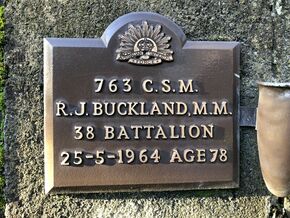 763 C.S.M.
R.J. BUCKLAND, M.M.
38 BATTALION
25-5-1964 AGE 78